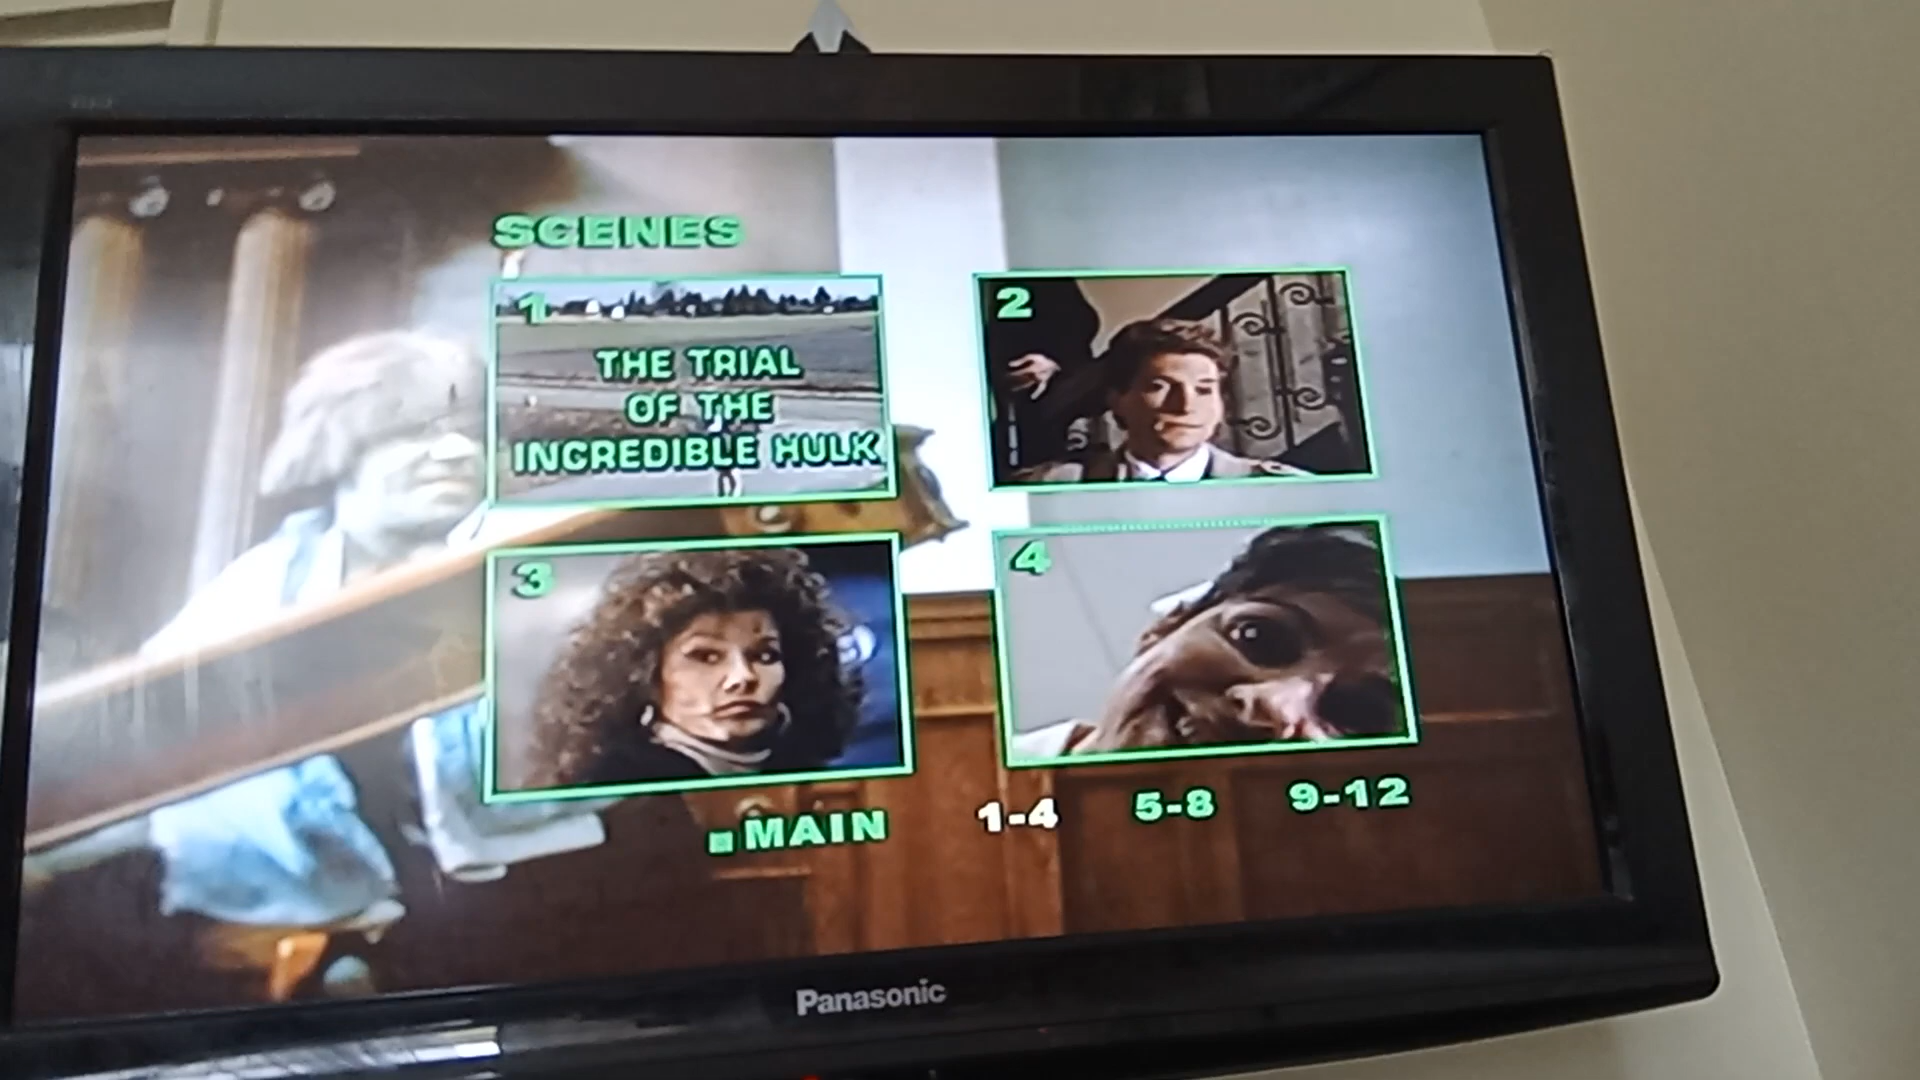 SCENES
1
THE TRIAL
OF THE
INCREDIBLE HULK
2
3
4
MAIN
1-4
5-8
9-12
Panasonic